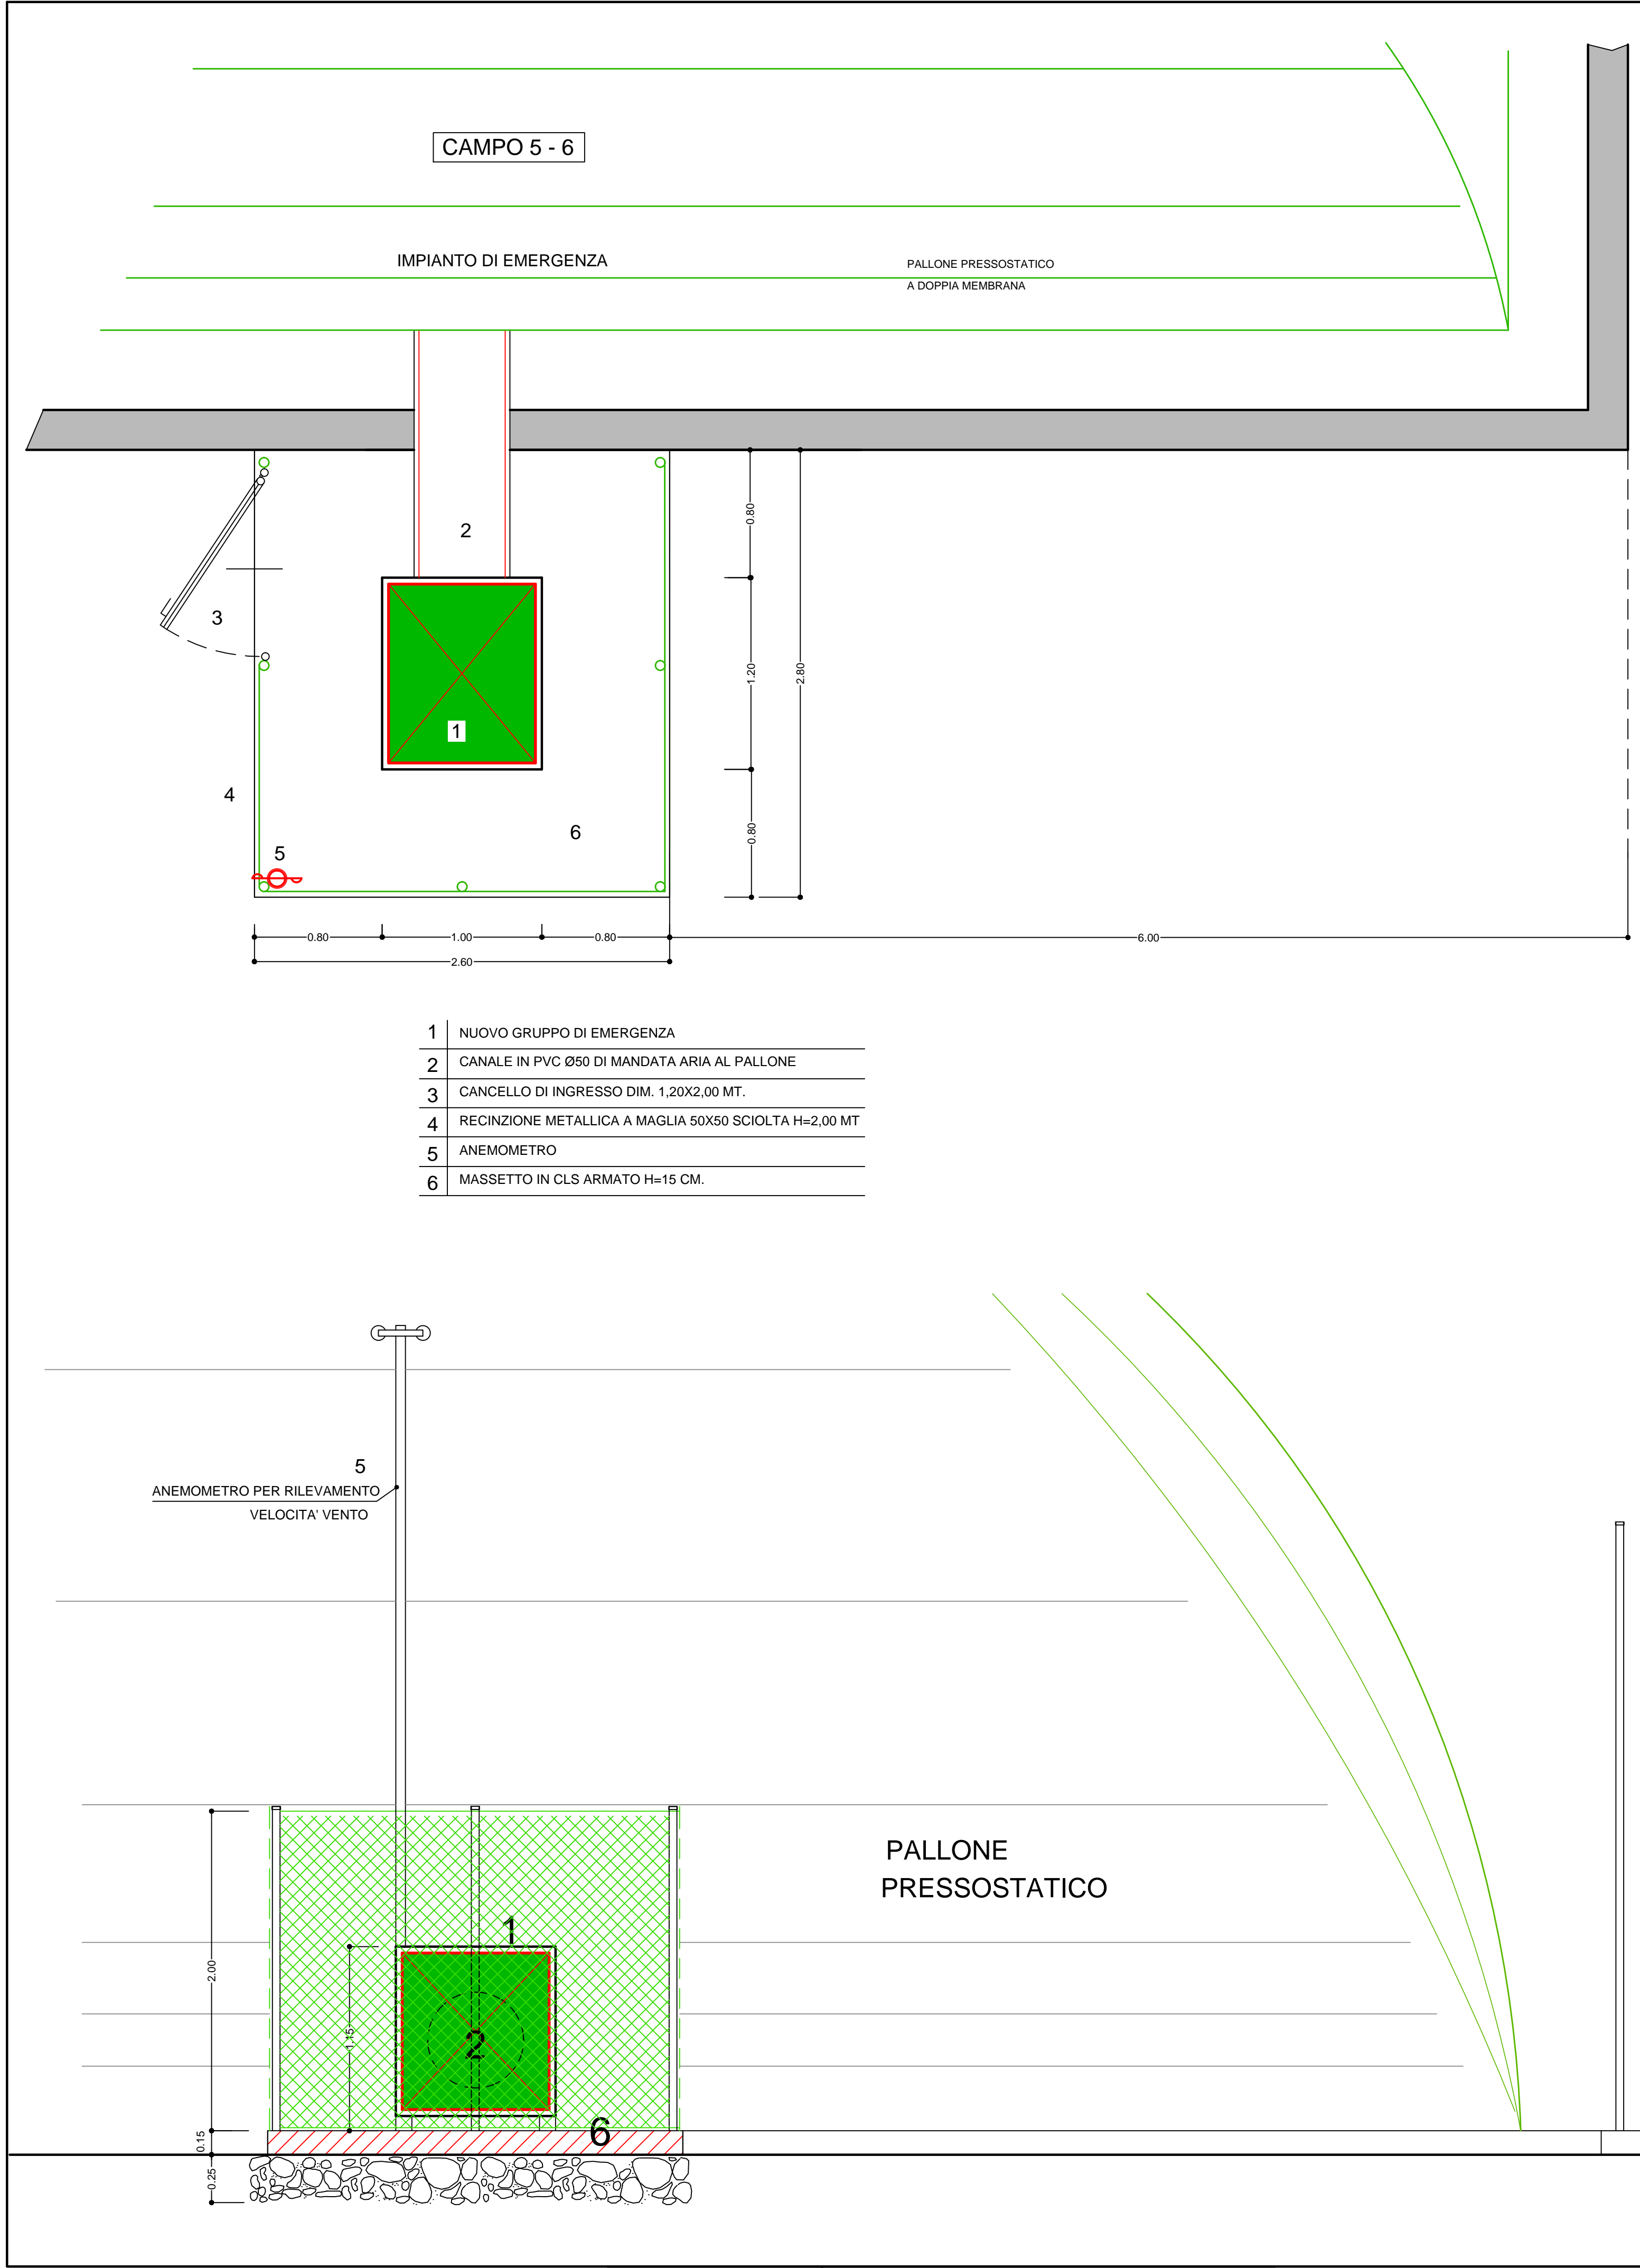 CAMPO 5 - 6
IMPIANTO DI EMERGENZA
PALLONE PRESSOSTATICO
A DOPPIA MEMBRANA
2
0.80
3
1.20
2.80
1
4
6
0.80
5
0.80
1.00
0.80
6.00
2.60
1 NUOVO GRUPPO DI EMERGENZA
2 CANALE IN PVC Ø50 DI MANDATA ARIA AL PALLONE
3 CANCELLO DI INGRESSO DIM. 1,20X2,00 MT.
4 RECINZIONE METALLICA A MAGLIA 50X50 SCIOLTA H=2,00 MT
5 ANEMOMETRO
6 MASSETTO IN CLS ARMATO H=15 CM.
5
ANEMOMETRO PER RILEVAMENTO
VELOCITA' VENTO
PALLONE
PRESSOSTATICO
1
2.00
1.15
2
6
0.15
0.25